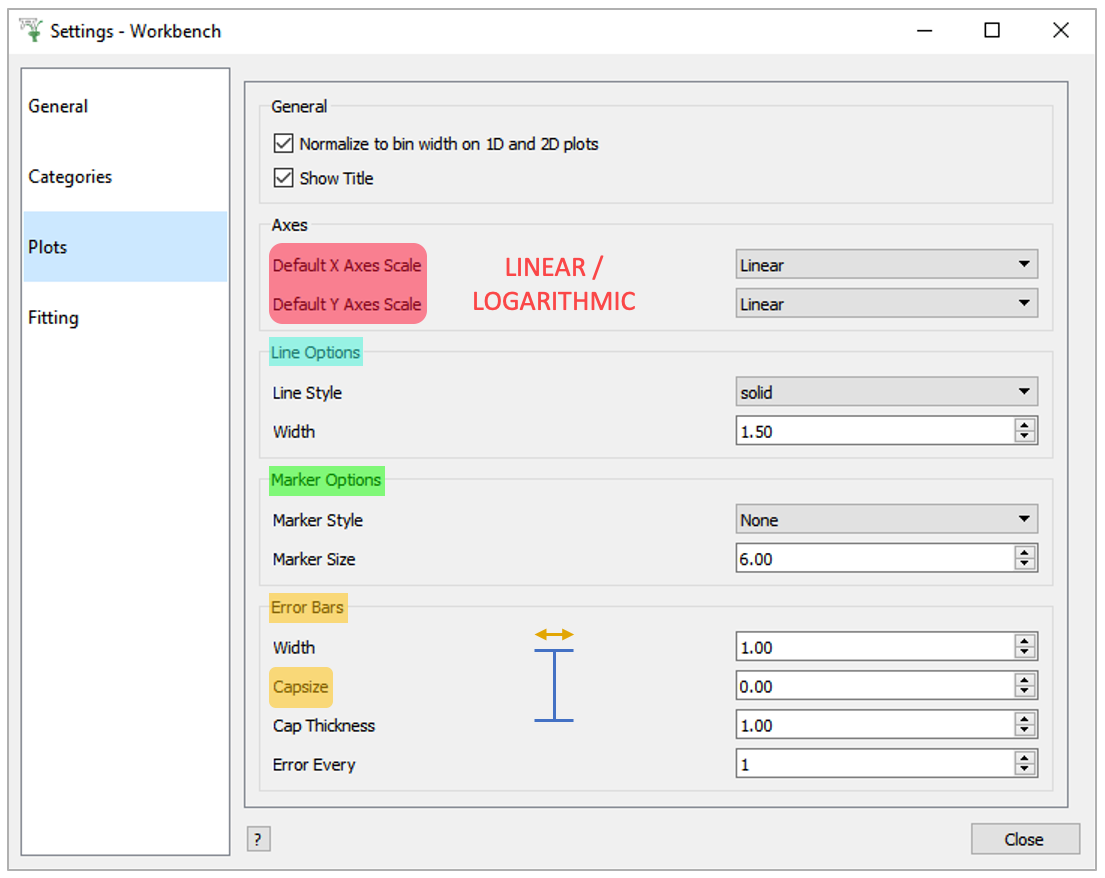 Settings - Workbench
General
Categories
Plots
Fitting
General
Normalize to bin width on 1D and 2D plots
Show Title
Axes
Default X Axes Scale
Linear
Default Y Axes Scale
Linear
LINEAR /
LOGARITHMIC
Line Options
Line Style
solid
Width
1.50
Marker Options
Marker Style
None
Marker Size
6.00
Error Bars
Width
1.00
Capsize
0.00
Cap Thickness
1.00
Error Every
1
?
Close